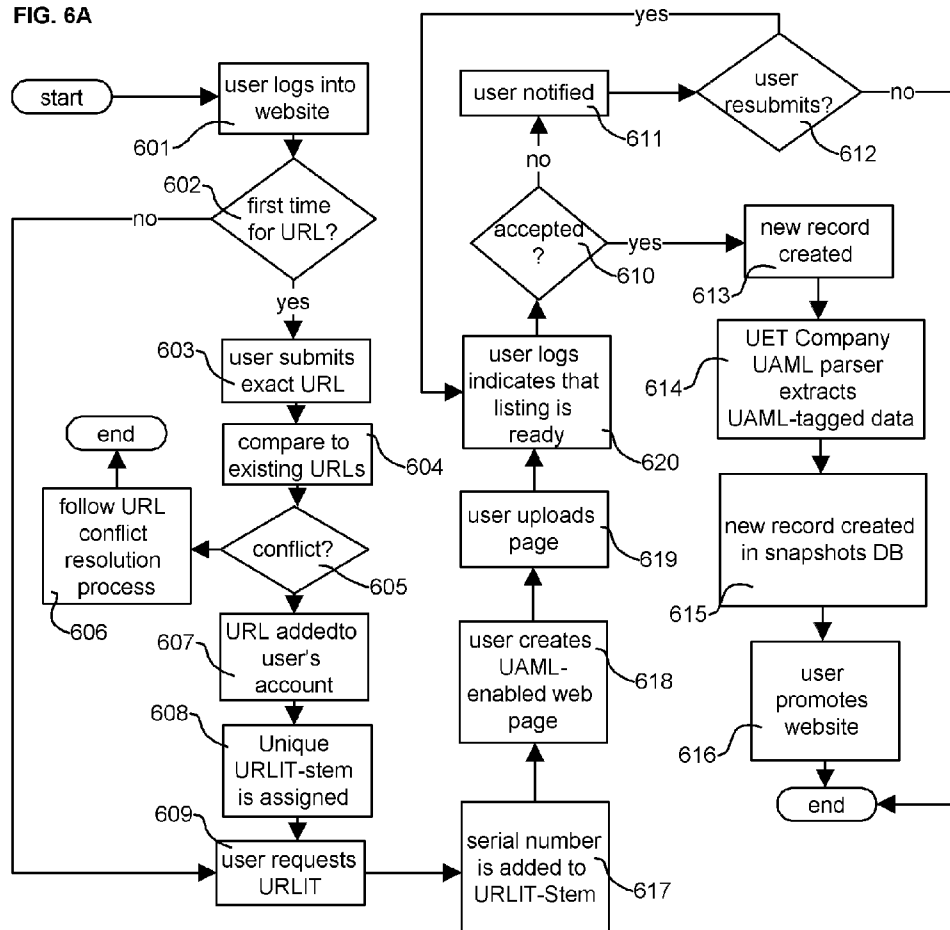 FIG. 6A
start
user logs into
website
601
602
first time
for URL?
no
yes
603
user submits
exact URL
compare to
existing URLs
604
conflict?
605
end
follow URL
conflict
resolution
process
606
607
URL addedto
user's
account
608
Unique
URLIT-stem
is assigned
609
user requests
URLIT
serial number
is added to
URLIT-Stem
617
user creates
UAML-
enabled web
page
618
user uploads
page
619
user logs
indicates that
listing is
ready
620
accepted
?
610
no
yes
user notified
611
user
resubmits?
612
yes
no
new record
created
613
UET Company
UAML parser
extracts
UAML-tagged data
614
new record created
in snapshots DB
615
user
promotes
website
616
end